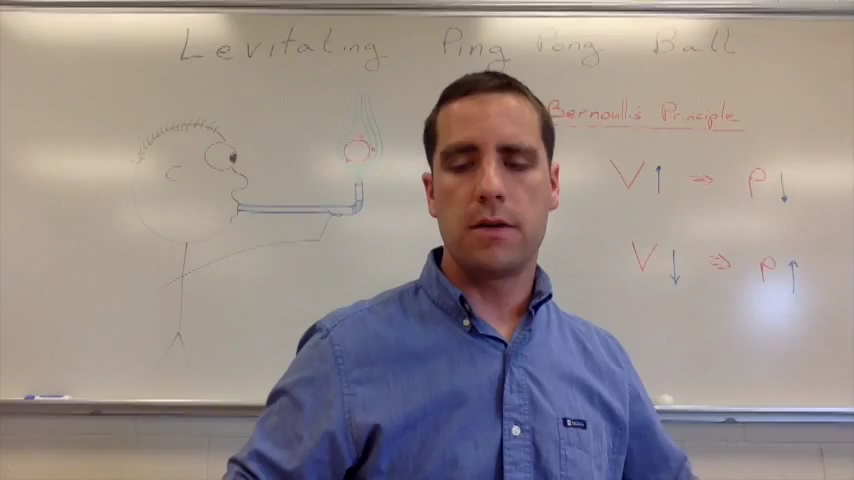 Levitating Ping Pong Ball
Bernoulli's Principle
V↑ ⇒ P↓
V↓ ⇒ P↑